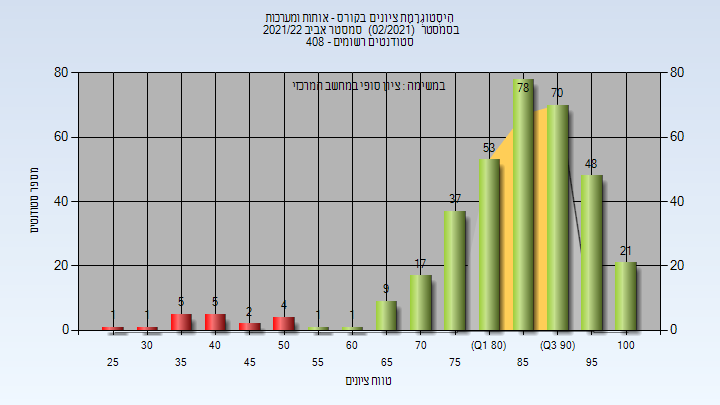 היסטוגרמת ציונים בקורס - אותות ומערכות
בסמסטר (02/2021) סמסטר אביב 2021/22
סטודנטים רשומים - 408
במשימה : ציון סופי במחשב המרכזי
מספר סטודנטים
80 60 40 20 0
80 60 40 20 0
1 1 5 5 2 4 1 1 9 17 37 53 78 70 48 21
30 40 50 60 70 (Q1 80) (Q3 90) 100
25 35 45 55 65 75 85 95
טווח ציונים